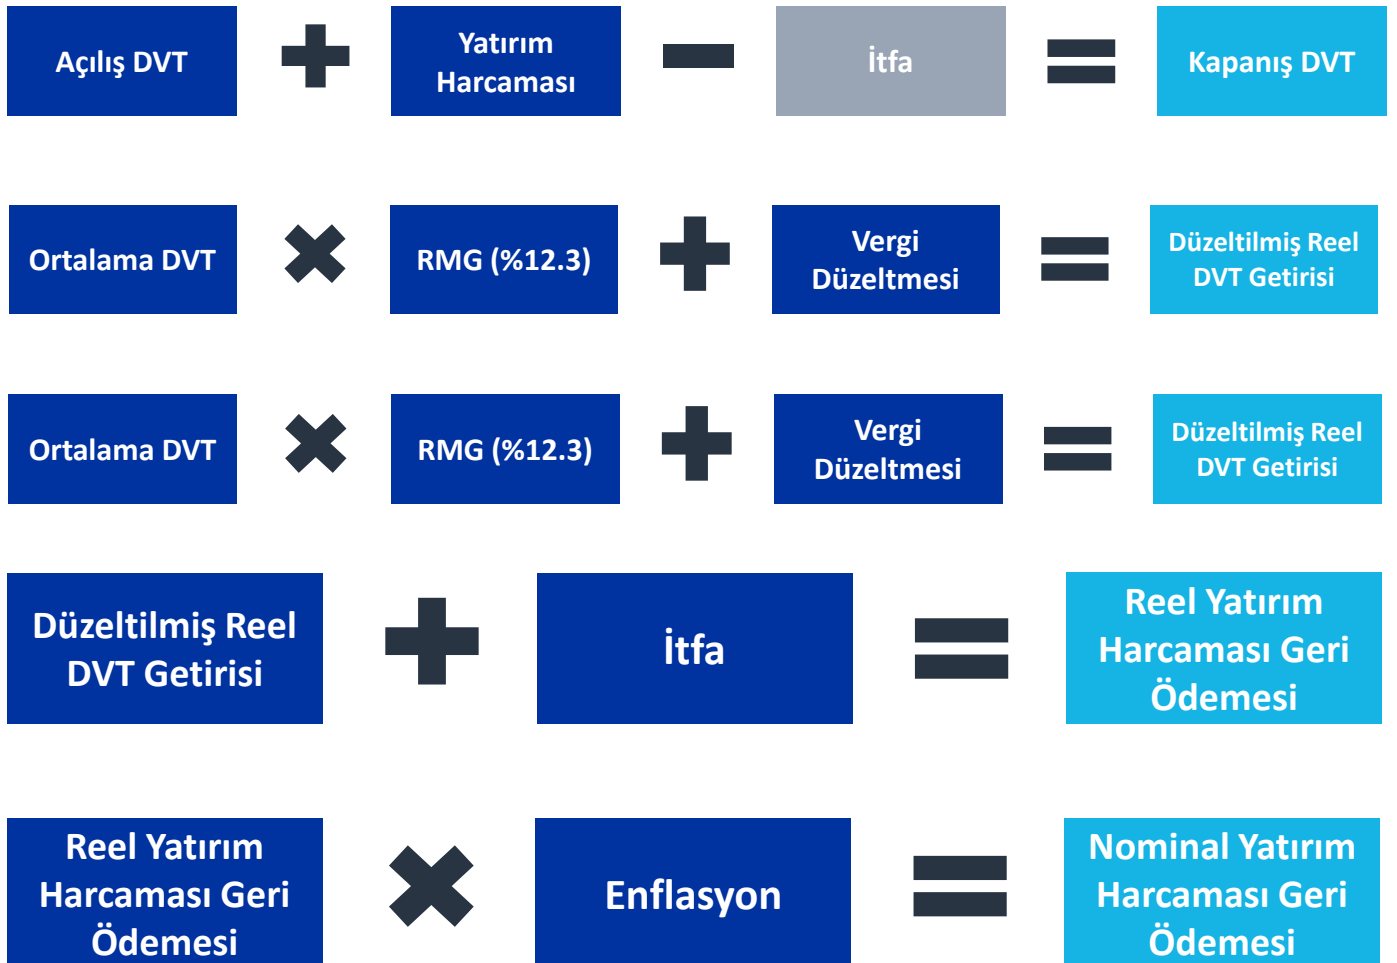 Açılış DVT
Yatırım
Harcaması
İtfa
Kapanış DVT
Ortalama DVT
RMG (%12.3)
Vergi
Düzeltmesi
Düzeltilmiş Reel
DVT Getirisi
Ortalama DVT
RMG (%12.3)
Vergi
Düzeltmesi
Düzeltilmiş Reel
DVT Getirisi
Düzeltilmiş Reel
DVT Getirisi
İtfa
Reel Yatırım
Harcaması Geri
Ödemesi
Reel Yatırım
Harcaması Geri
Ödemesi
Enflasyon
Nominal Yatırım
Harcaması Geri
Ödemesi